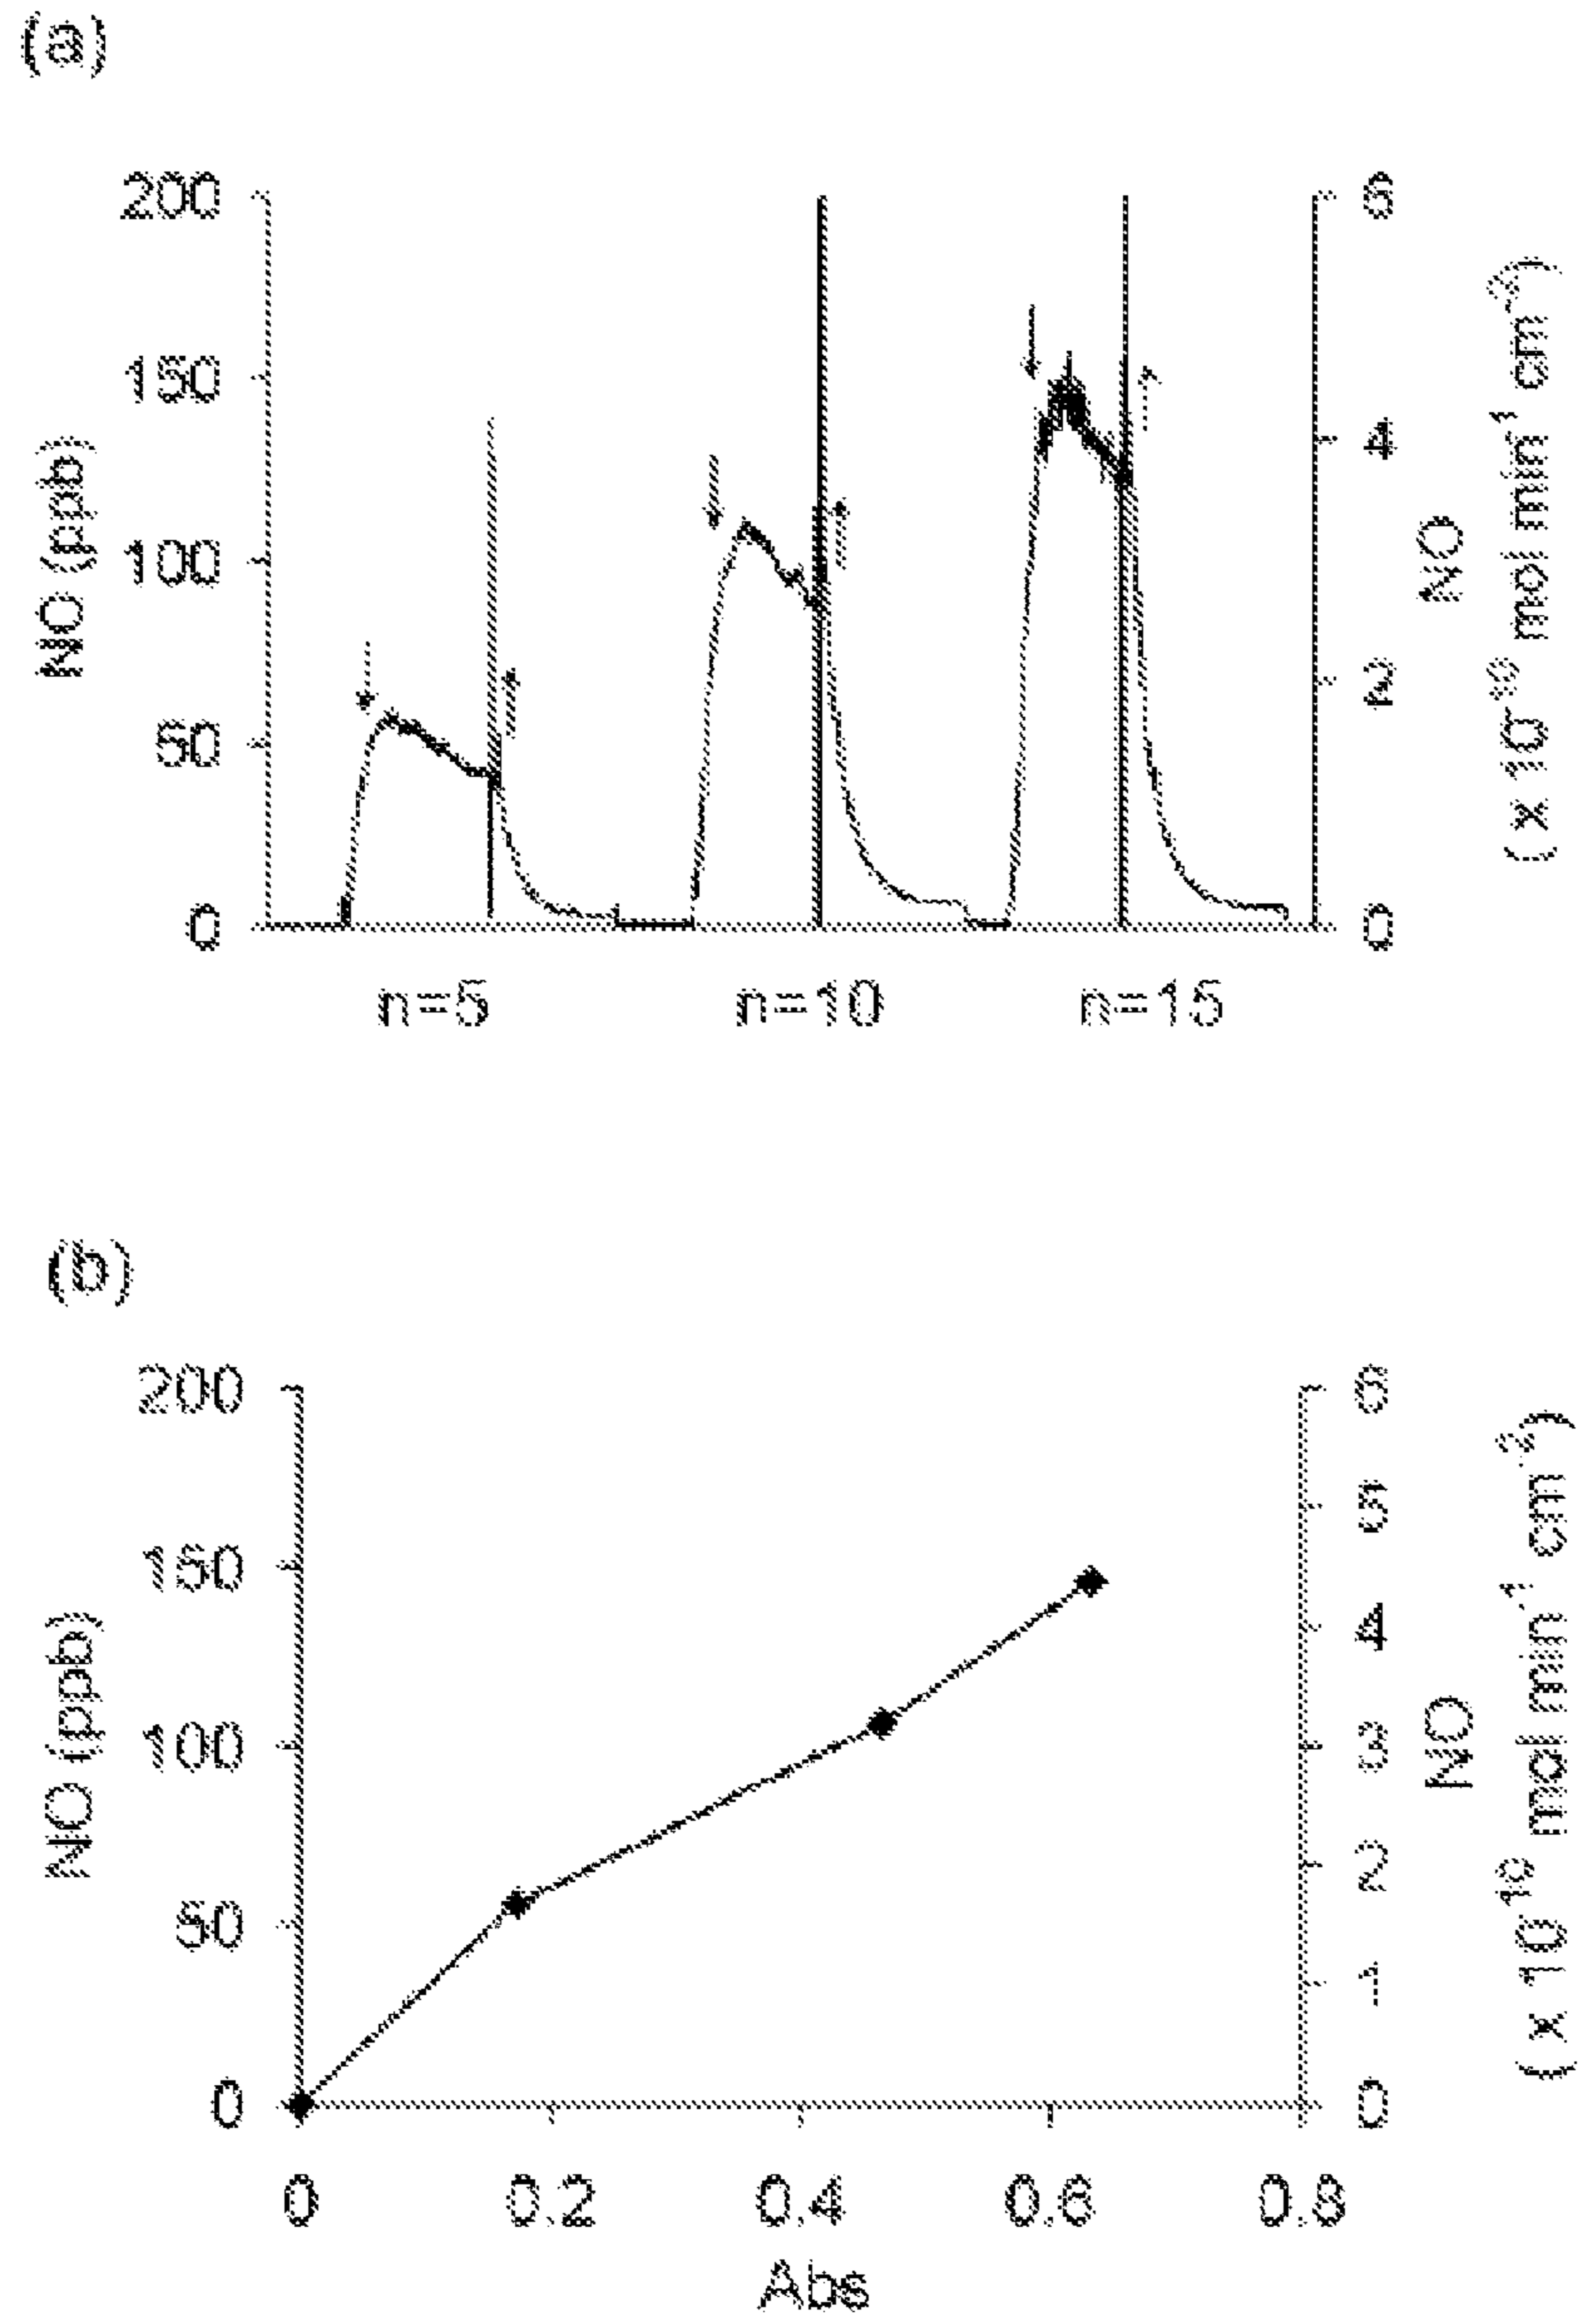 (a)
200
150
100
50
0
NO (ppb)
6
4
2
0
NO
( x 10⁻¹⁰ mol min⁻¹ cm⁻²)
n=5 n=10 n=15
(b)
200
150
100
50
0
NO (ppb)
6
5
4
3
2
1
0
NO
( x 10⁻¹⁰ mol min⁻¹ cm⁻²)
0 0.2 0.4 0.6 0.8
Abs